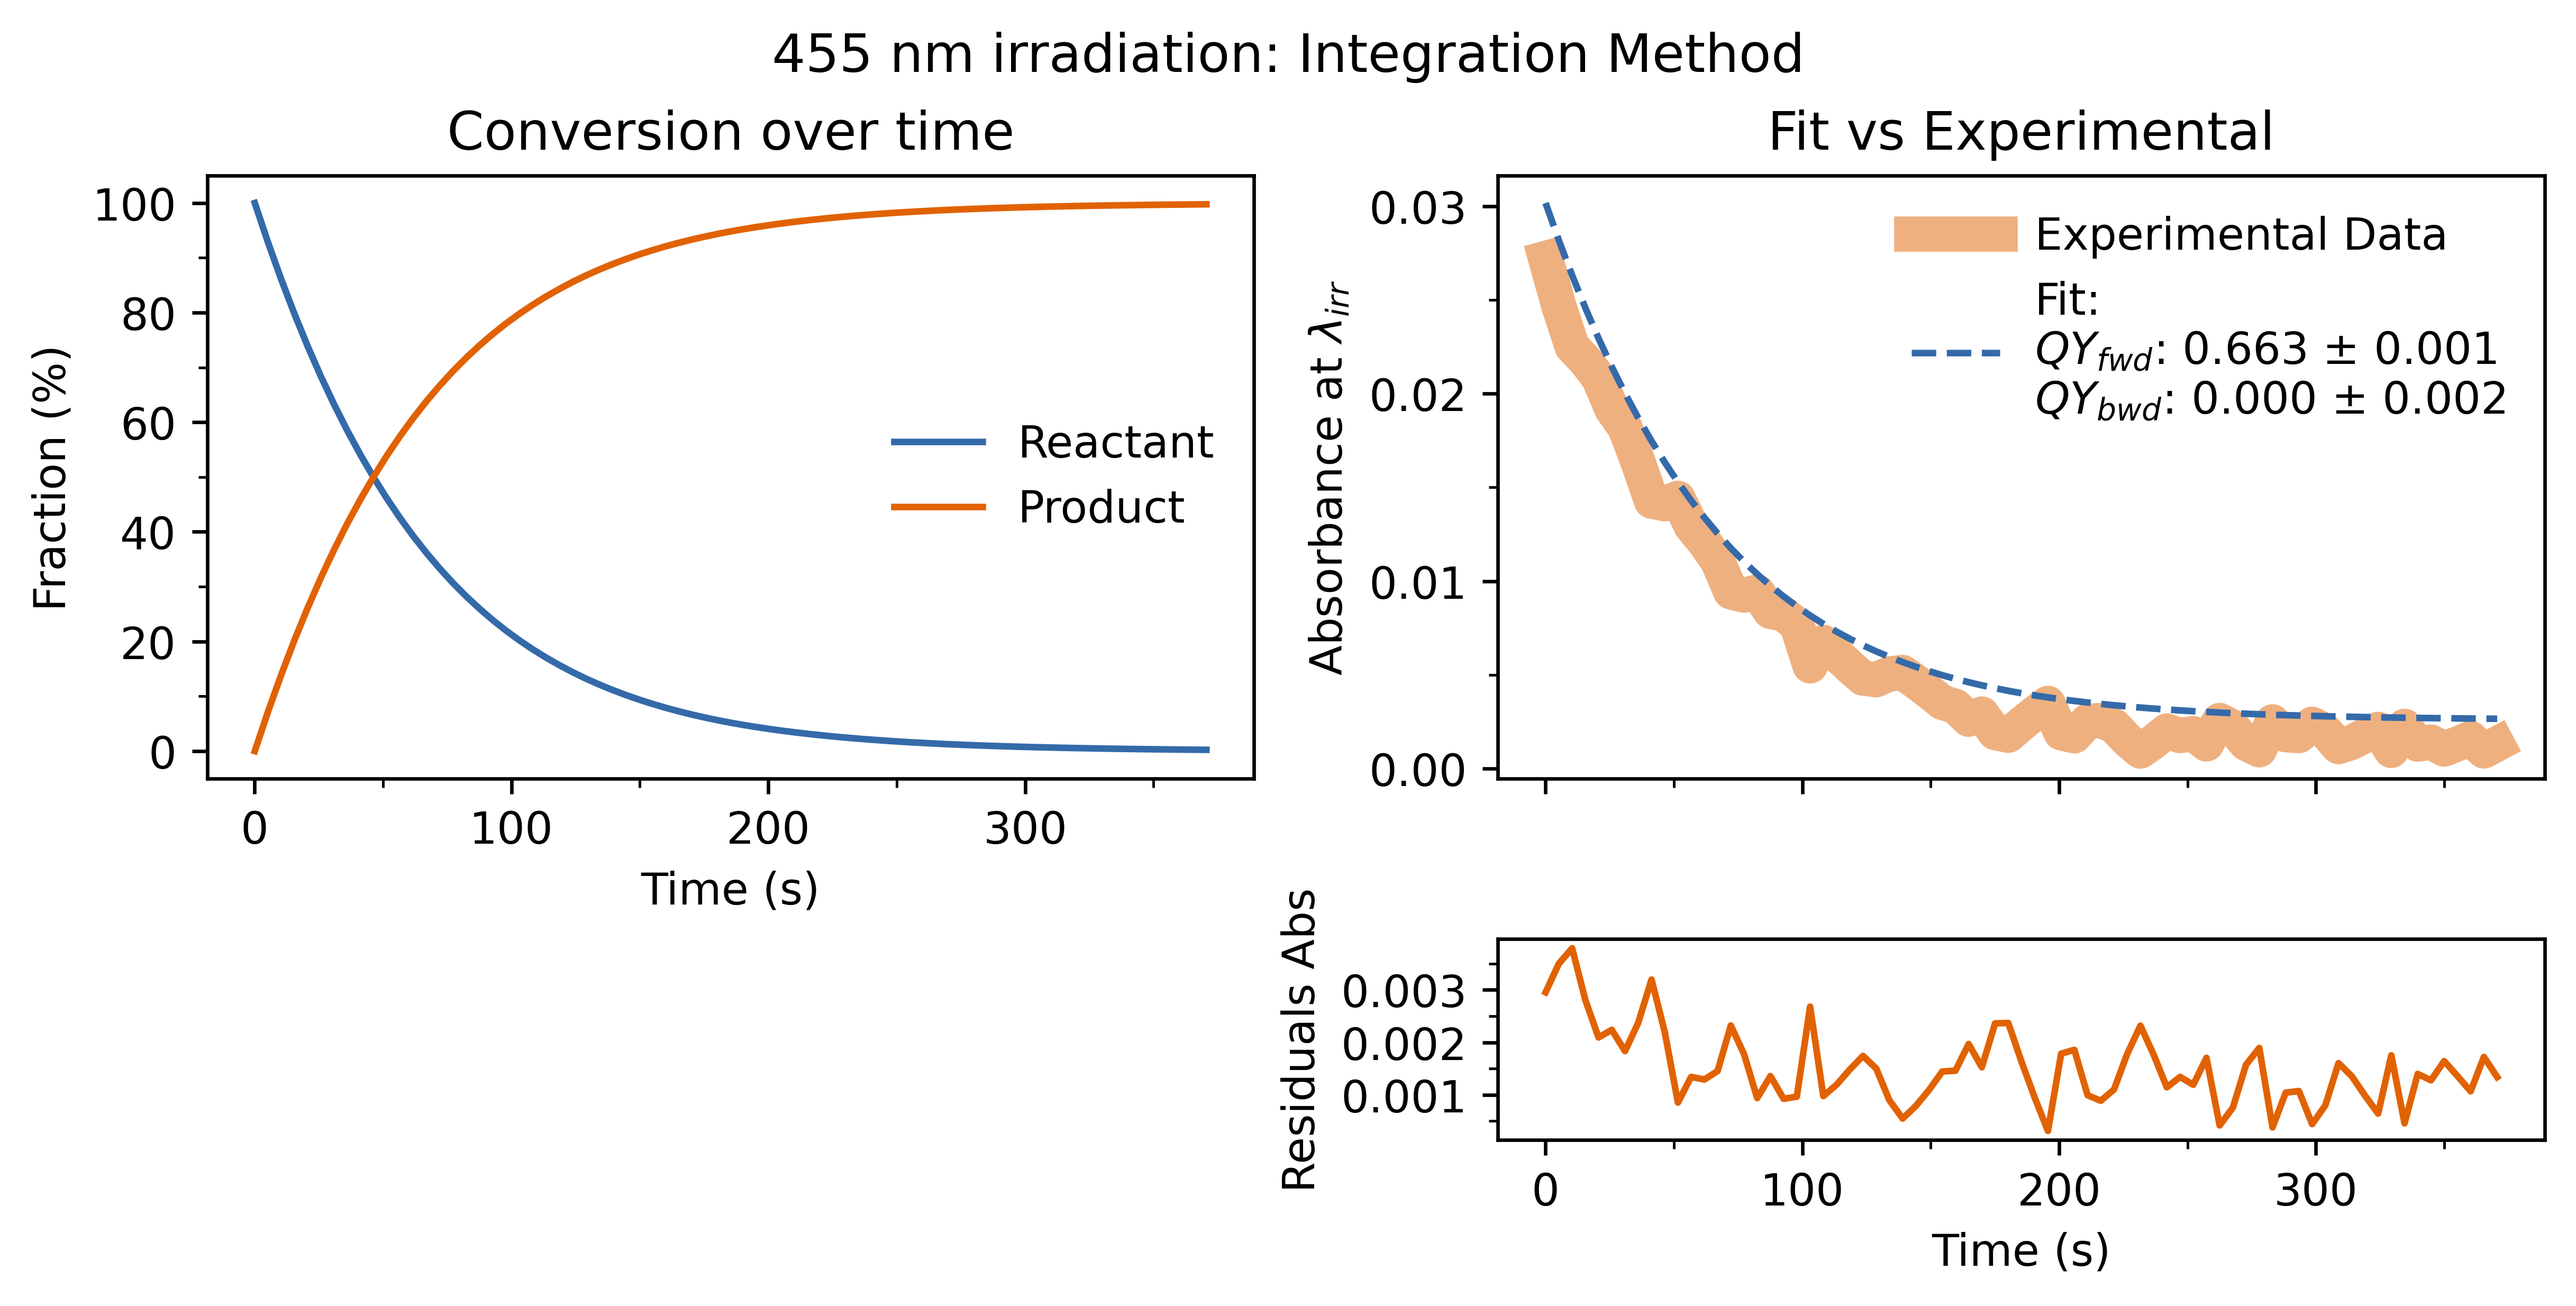 455 nm irradiation: Integration Method
Conversion over time
Fraction (%)
100
80
60
40
20
0
Reactant
Product
0 100 200 300
Time (s)
Fit vs Experimental
Absorbance at λirr
0.03
0.02
0.01
0.00
Experimental Data
Fit:
QYfwd: 0.663 ± 0.001
QYbwd: 0.000 ± 0.002
Residuals Abs
0.003
0.002
0.001
0 100 200 300
Time (s)